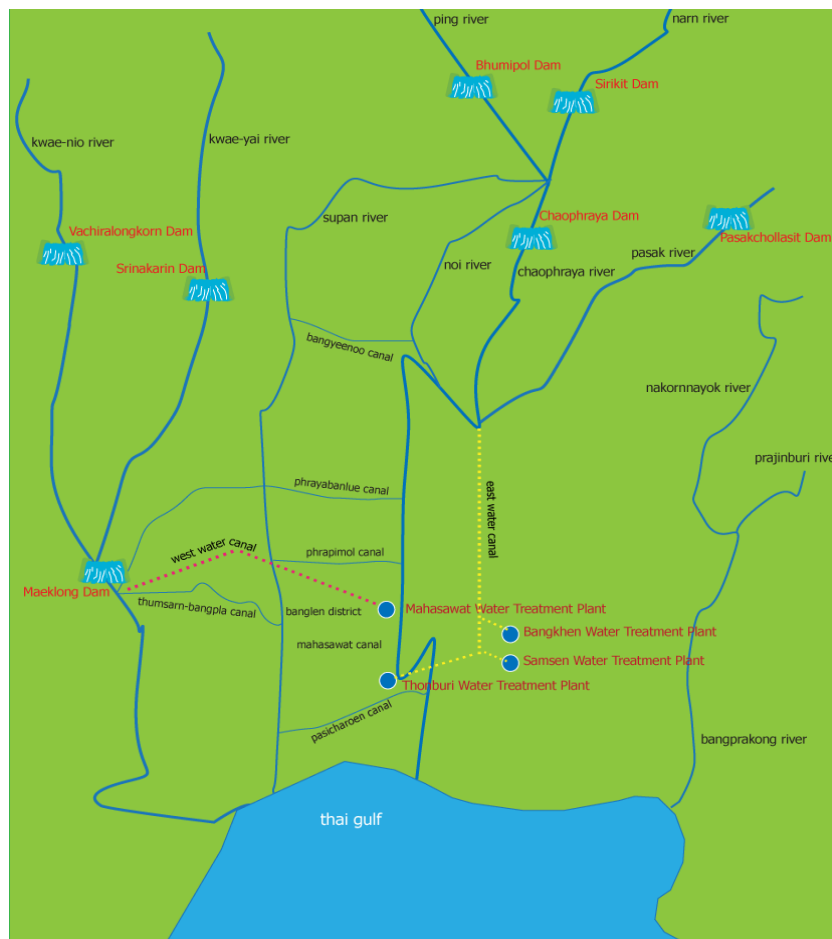 ping river
narn river
Bhumipol Dam
Sirikit Dam
kwae-nio river
kwae-yai river
supan river
Chaophraya Dam
Vachiralongkorn Dam
Pasakchollasit Dam
pasak river
Srinakarin Dam
noi river
chaophraya river
bangyeenoo canal
nakornnayok river
prajinburi rive
phrayabanlue canal
east water canal
west water canal
phrapimol canal
Maeklong Dam
thumsarn-bangpla canal
banglen district
Mahasawat Water Treatment Plant
Bangkhen Water Treatment Plant
mahasawat canal
Samsen Water Treatment Plant
Thonburi Water Treatment Plant
pasicharoen canal
bangprakong river
thai gulf